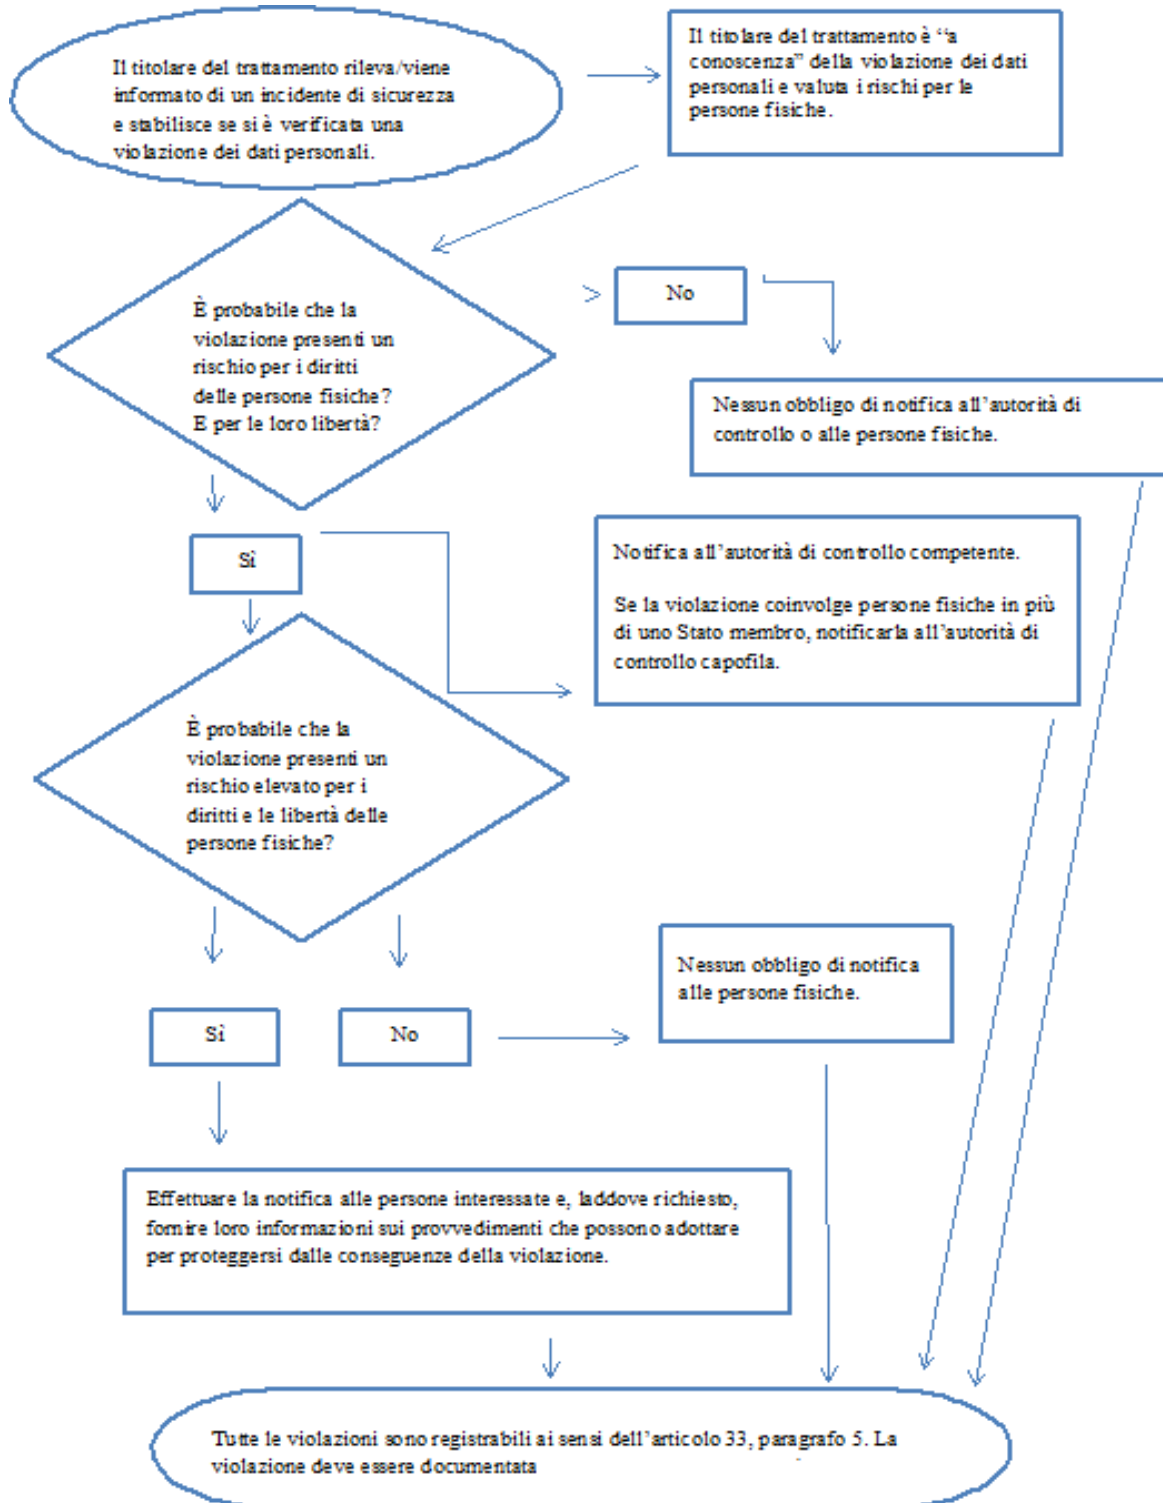 Il titolare del trattamento rileva/viene
informato di un incidente di sicurezza
e stabilisce se si è verificata una
violazione dei dati personali.
Il titolare del trattamento è “a
conoscenza” della violazione dei dati
personali e valuta i rischi per le
persone fisiche.
È probabile che la
violazione presenti un
rischio per i diritti
delle persone fisiche?
E per le loro libertà?
No
Nessun obbligo di notifica all’autorità di
controllo o alle persone fisiche.
Sì
Notifica all’autorità di controllo competente.
Se la violazione coinvolge persone fisiche in più
di uno Stato membro, notificarla all’autorità di
controllo capofila.
È probabile che la
violazione presenti un
rischio elevato per i
diritti e le libertà delle
persone fisiche?
Nessun obbligo di notifica
alle persone fisiche.
Sì
No
Effettuare la notifica alle persone interessate e, laddove richiesto,
fornire loro informazioni sui provvedimenti che possono adottare
per proteggersi dalle conseguenze della violazione.
Tutte le violazioni sono registrabili ai sensi dell’articolo 33, paragrafo 5. La
violazione deve essere documentata